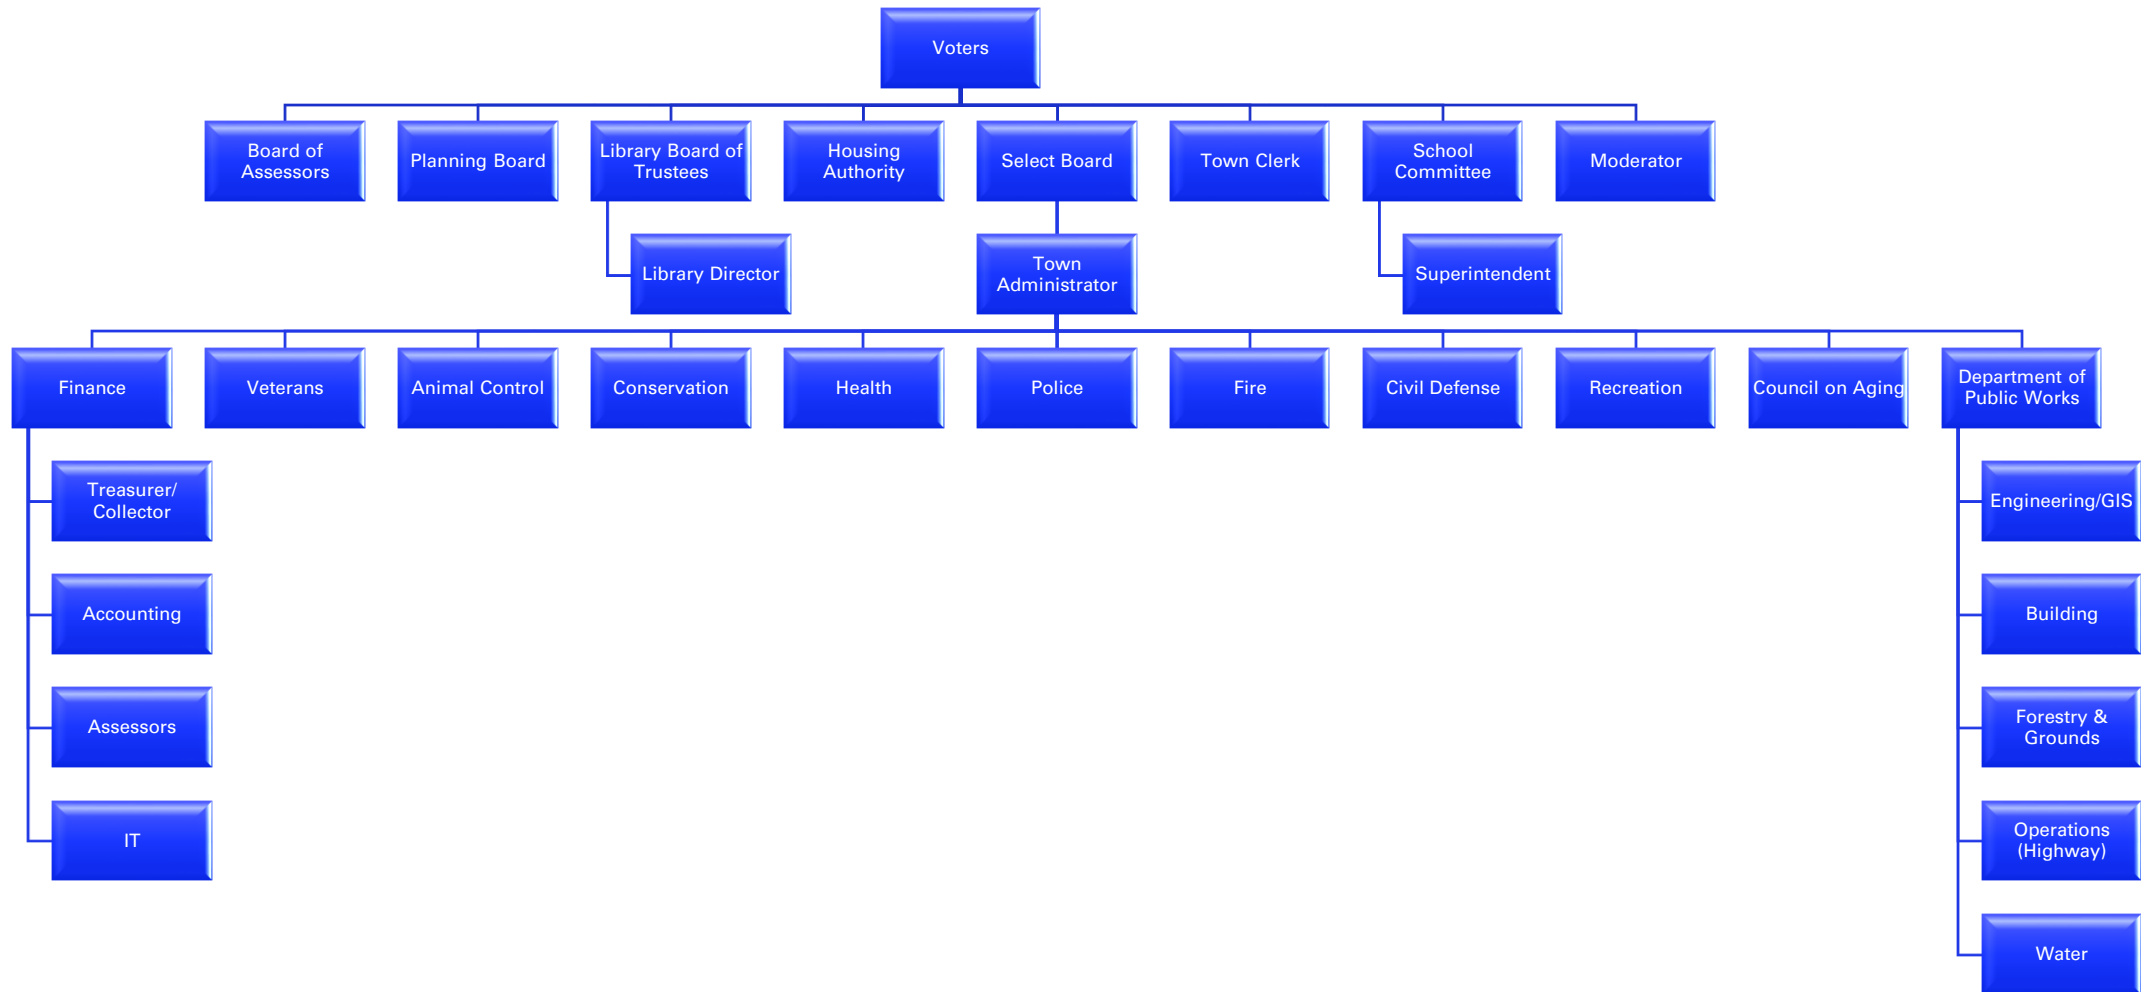 Voters
Board of
Assessors
Planning Board
Library Board of
Trustees
Housing
Authority
Select Board
Town Clerk
School
Committee
Moderator
Library Director
Town
Administrator
Superintendent
Finance
Veterans
Animal Control
Conservation
Health
Police
Fire
Civil Defense
Recreation
Council on Aging
Department of
Public Works
Treasurer/
Collector
Engineering/GIS
Accounting
Building
Assessors
Forestry &
Grounds
IT
Operations
(Highway)
Water